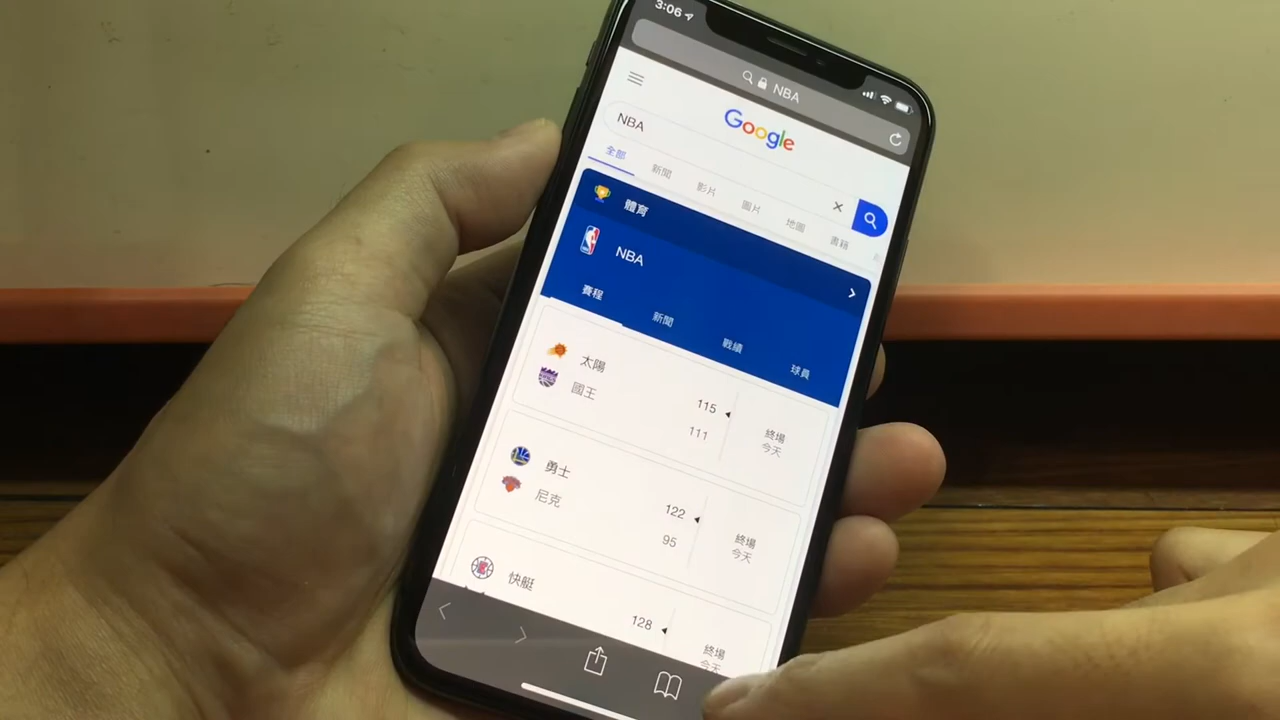 3:06
NBA
Google
NBA
全部 新聞 影片 圖片 地圖 書籍
體育
NBA
賽程 新聞 戰績 球員
太陽 115
國王 111
終場
今天
勇士 122
尼克 95
終場
今天
快艇 128
終場
今天